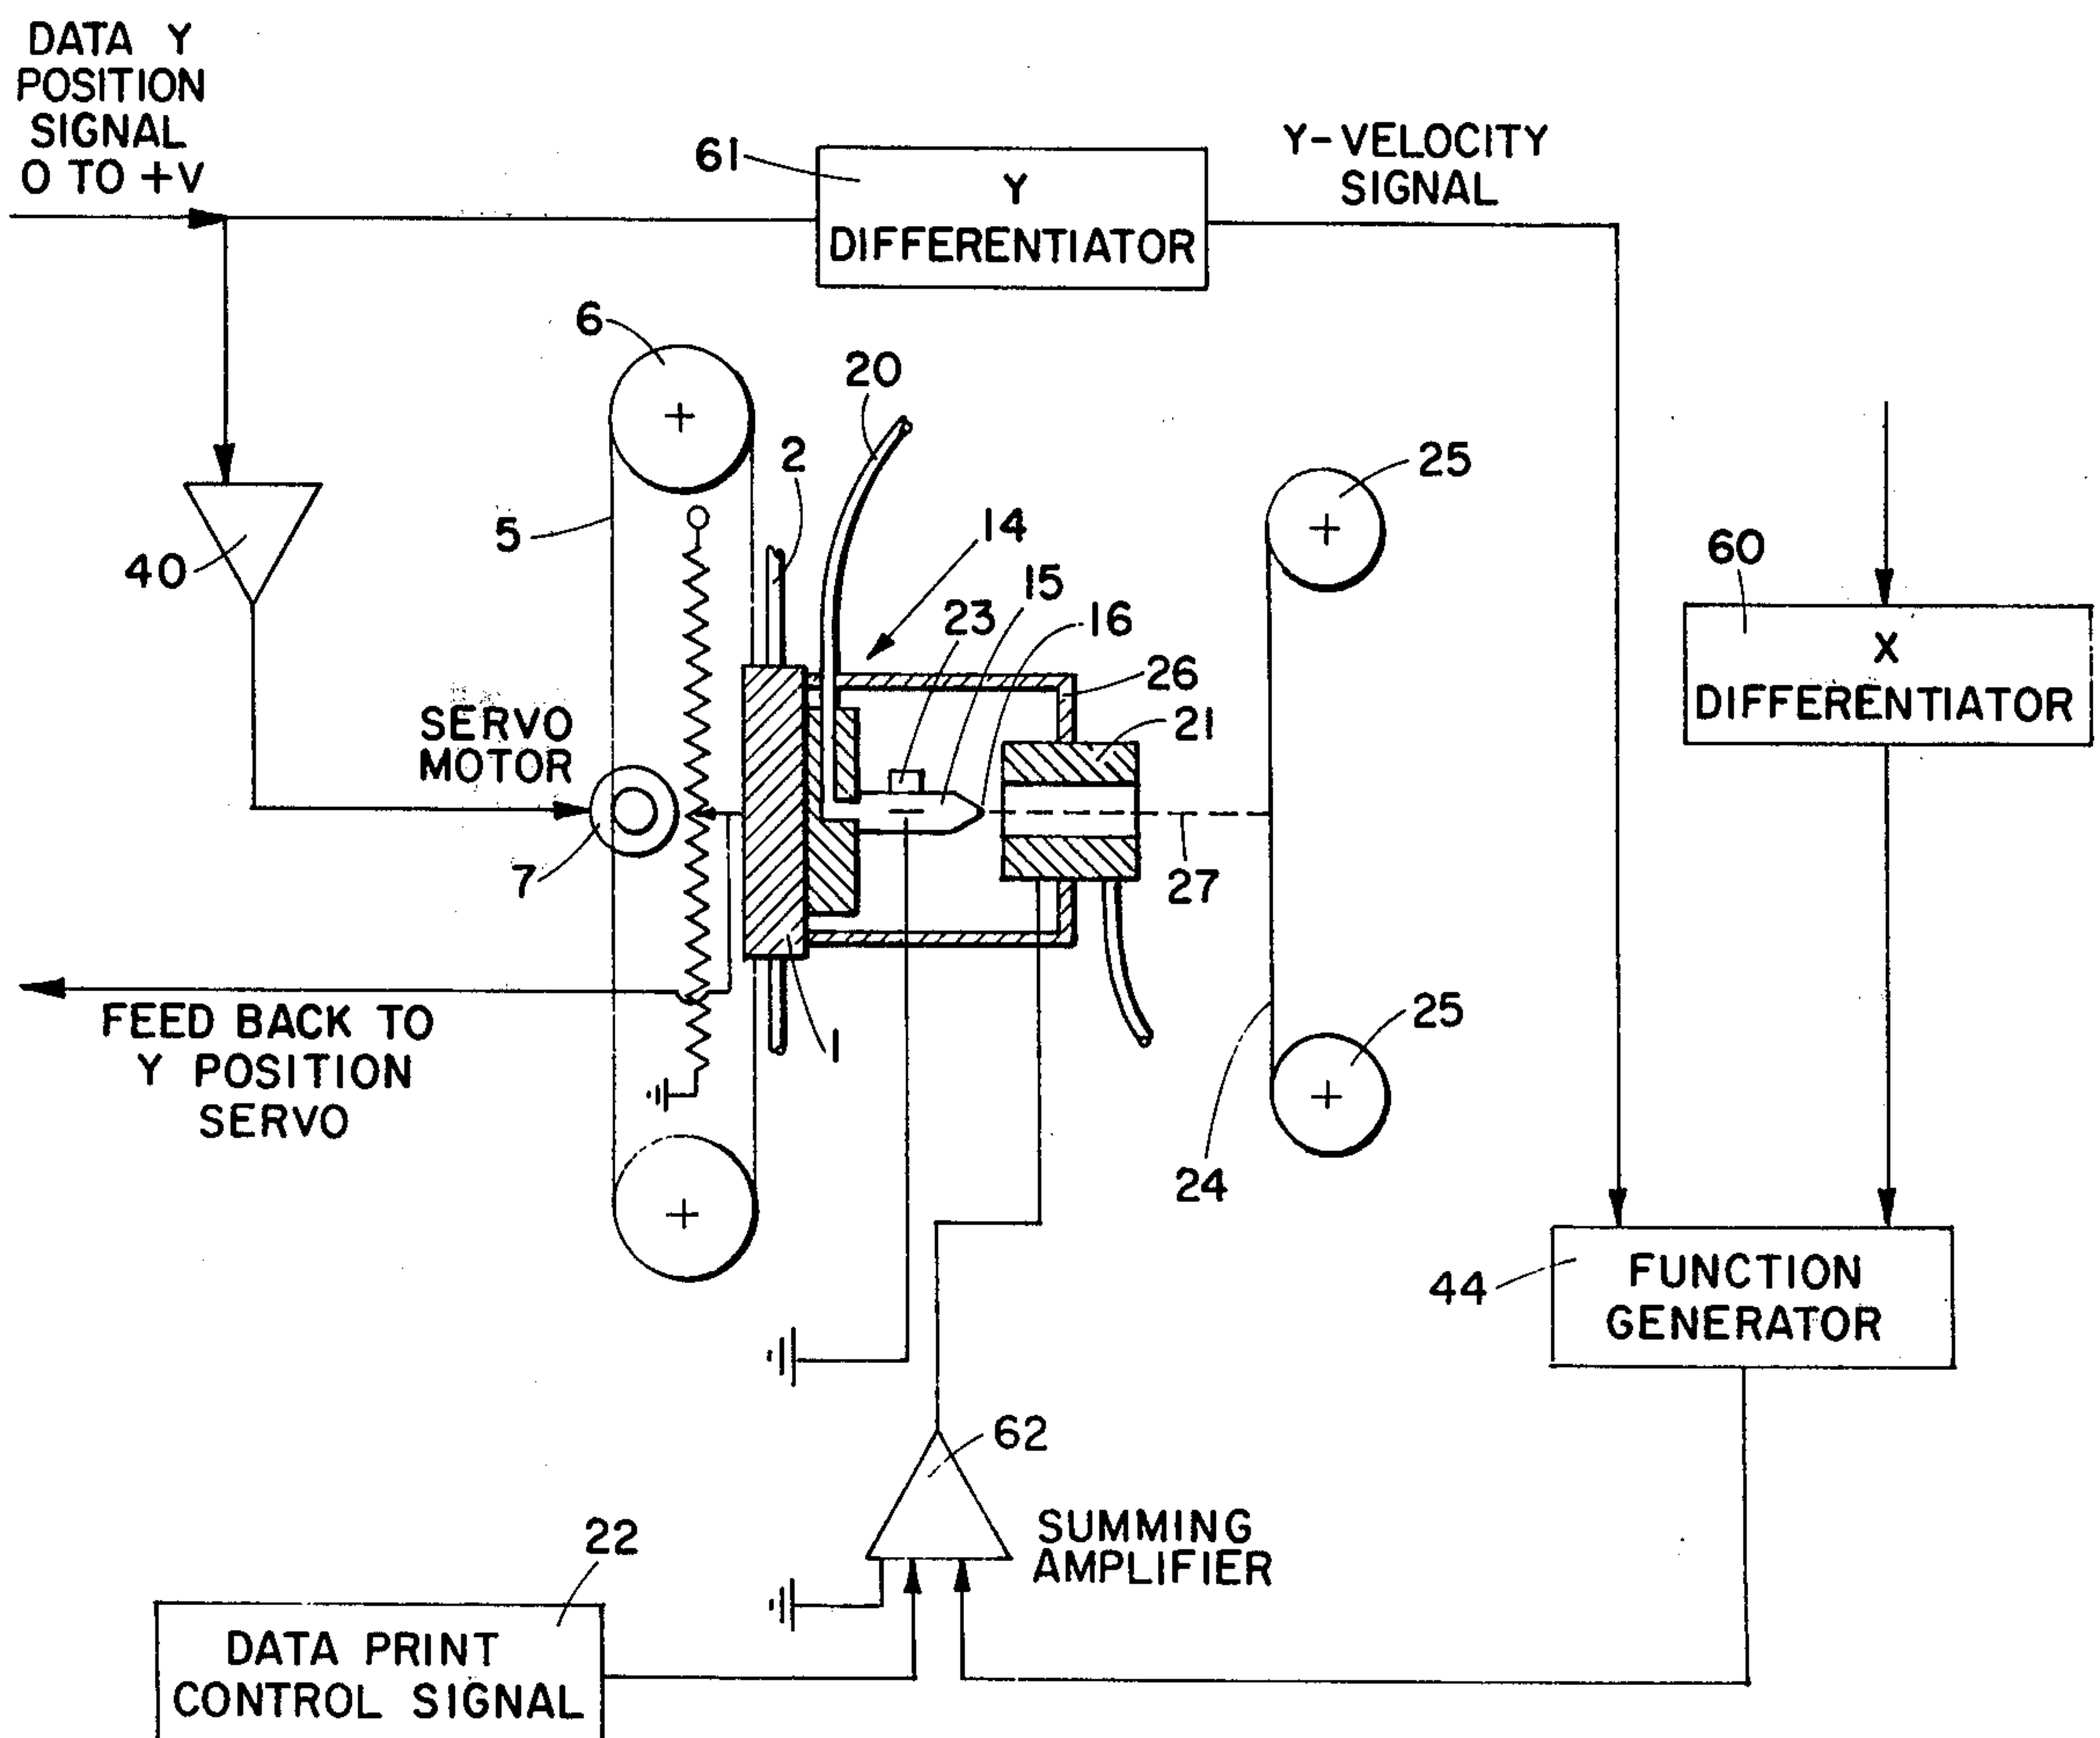 DATA Y
POSITION
SIGNAL
0 TO +V
61
Y
DIFFERENTIATOR
Y-VELOCITY
SIGNAL
6
20
2
25
5
14
40
60
15
23
16
X
DIFFERENTIATOR
26
21
SERVO
MOTOR
7
27
FEED BACK TO
Y POSITION
SERVO
1
25
24
44
FUNCTION
GENERATOR
62
SUMMING
AMPLIFIER
22
DATA PRINT
CONTROL SIGNAL